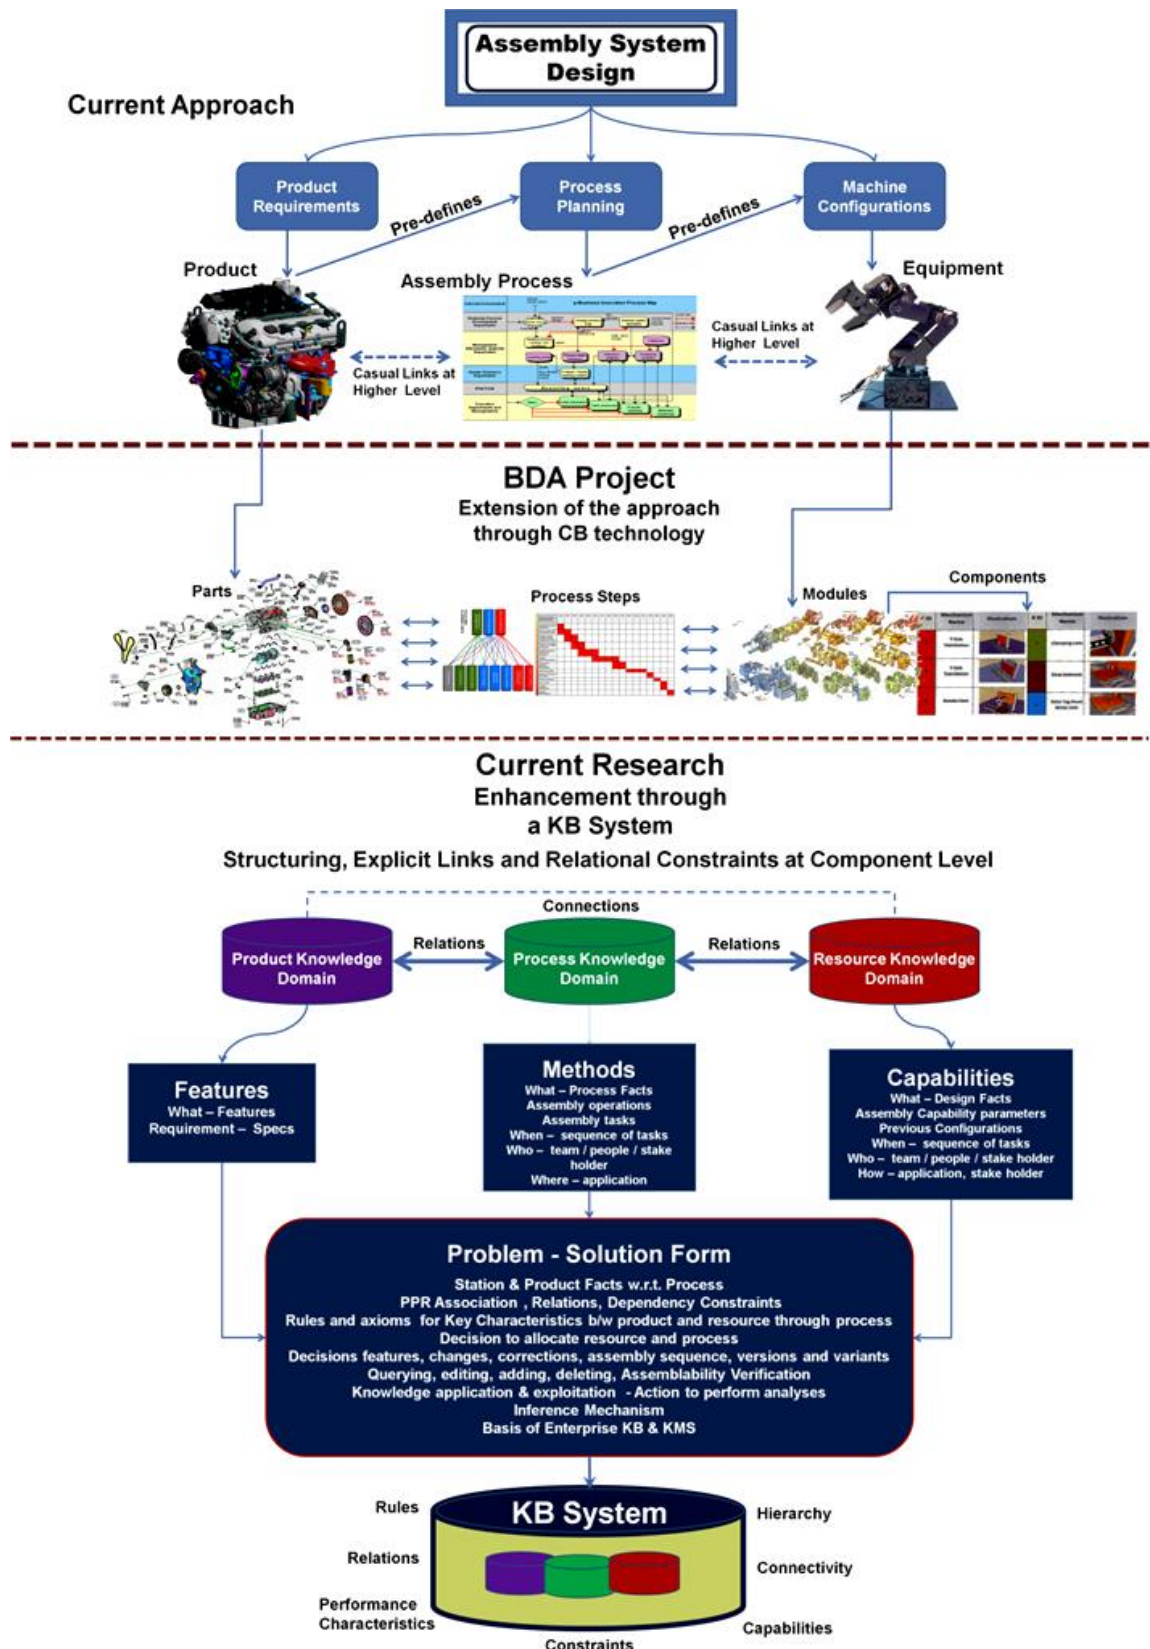 Assembly System
Design
Current Approach
Product
Requirements
Process
Planning
Machine
Configurations
Pre-defines
Pre-defines
Product
Assembly Process
Equipment
e-Business Innovation Process Map
Casual Links at
Higher Level
Casual Links at
Higher Level
BDA Project
Extension of the approach
through CB technology
Parts
Process Steps
Modules
Components
Current Research
Enhancement through
a KB System
Structuring, Explicit Links and Relational Constraints at Component Level
Connections
Product Knowledge
Domain
Relations
Process Knowledge
Domain
Relations
Resource Knowledge
Domain
Features
What – Features
Requirement – Specs
Methods
What – Process Facts
Assembly operations
Assembly tasks
When – sequence of tasks
Who – team / people / stake
holder
Where – application
Capabilities
What – Design Facts
Assembly Capability parameters
Previous Configurations
When – sequence of tasks
Who – team / people / stake holder
How – application, stake holder
Problem - Solution Form
Station & Product Facts w.r.t. Process
PPR Association , Relations, Dependency Constraints
Rules and axioms for Key Characteristics b/w product and resource through process
Decision to allocate resource and process
Decisions features, changes, corrections, assembly sequence, versions and variants
Querying, editing, adding, deleting, Assemblability Verification
Knowledge application & exploitation - Action to perform analyses
Inference Mechanism
Basis of Enterprise KB & KMS
KB System
Rules
Hierarchy
Relations
Connectivity
Performance
Characteristics
Capabilities
Constraints